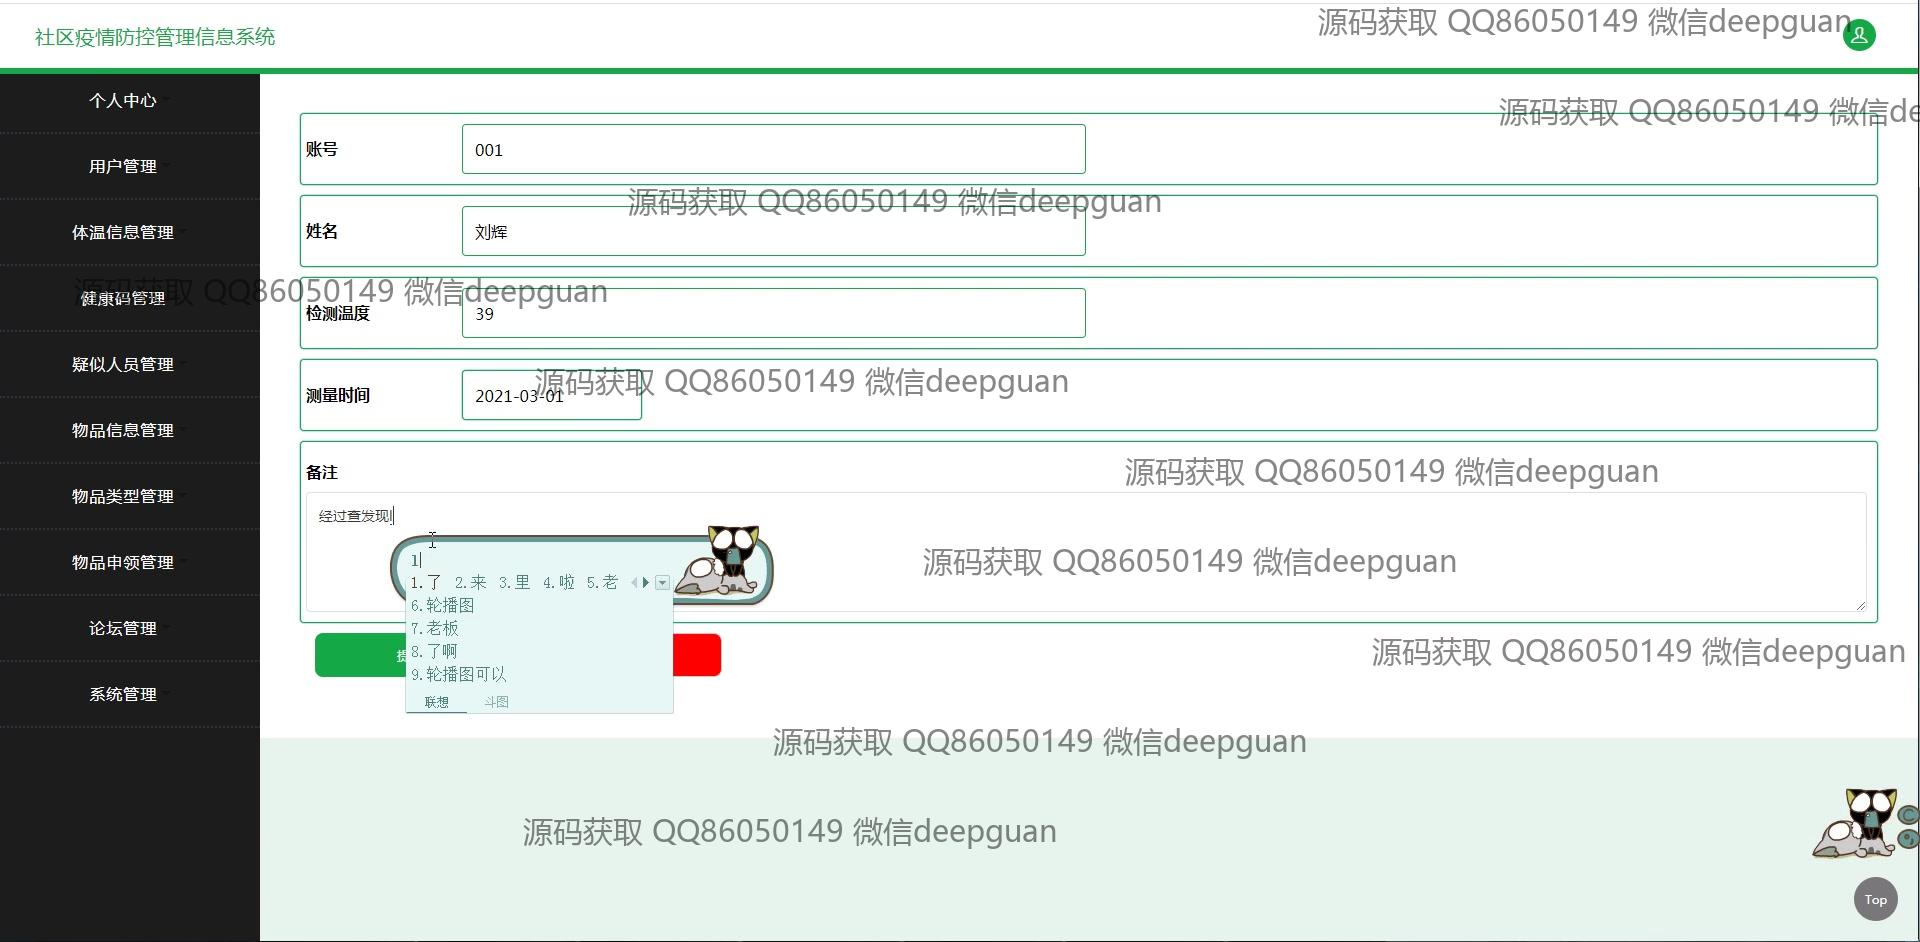 社区疫情防控管理信息系统
源码获取 QQ86050149 微信deepguan
个人中心
用户管理
体温信息管理
健康码管理
疑似人员管理
物品信息管理
物品类型管理
物品申领管理
论坛管理
系统管理
源码获取 QQ86050149 微信de
账号
001
源码获取 QQ86050149 微信deepguan
姓名
刘辉
源码获取 QQ86050149 微信deepguan
检测温度
39
源码获取 QQ86050149 微信deepguan
测量时间
2021-03-01
备注
源码获取 QQ86050149 微信deepguan
经过查发现l
源码获取 QQ86050149 微信deepguan
l
1.了 2.来 3.里 4.啦 5.老
6.轮播图
7.老板
8.了啊
9.轮播图可以
联想 斗图
源码获取 QQ86050149 微信deepguan
源码获取 QQ86050149 微信deepguan
源码获取 QQ86050149 微信deepguan
Top